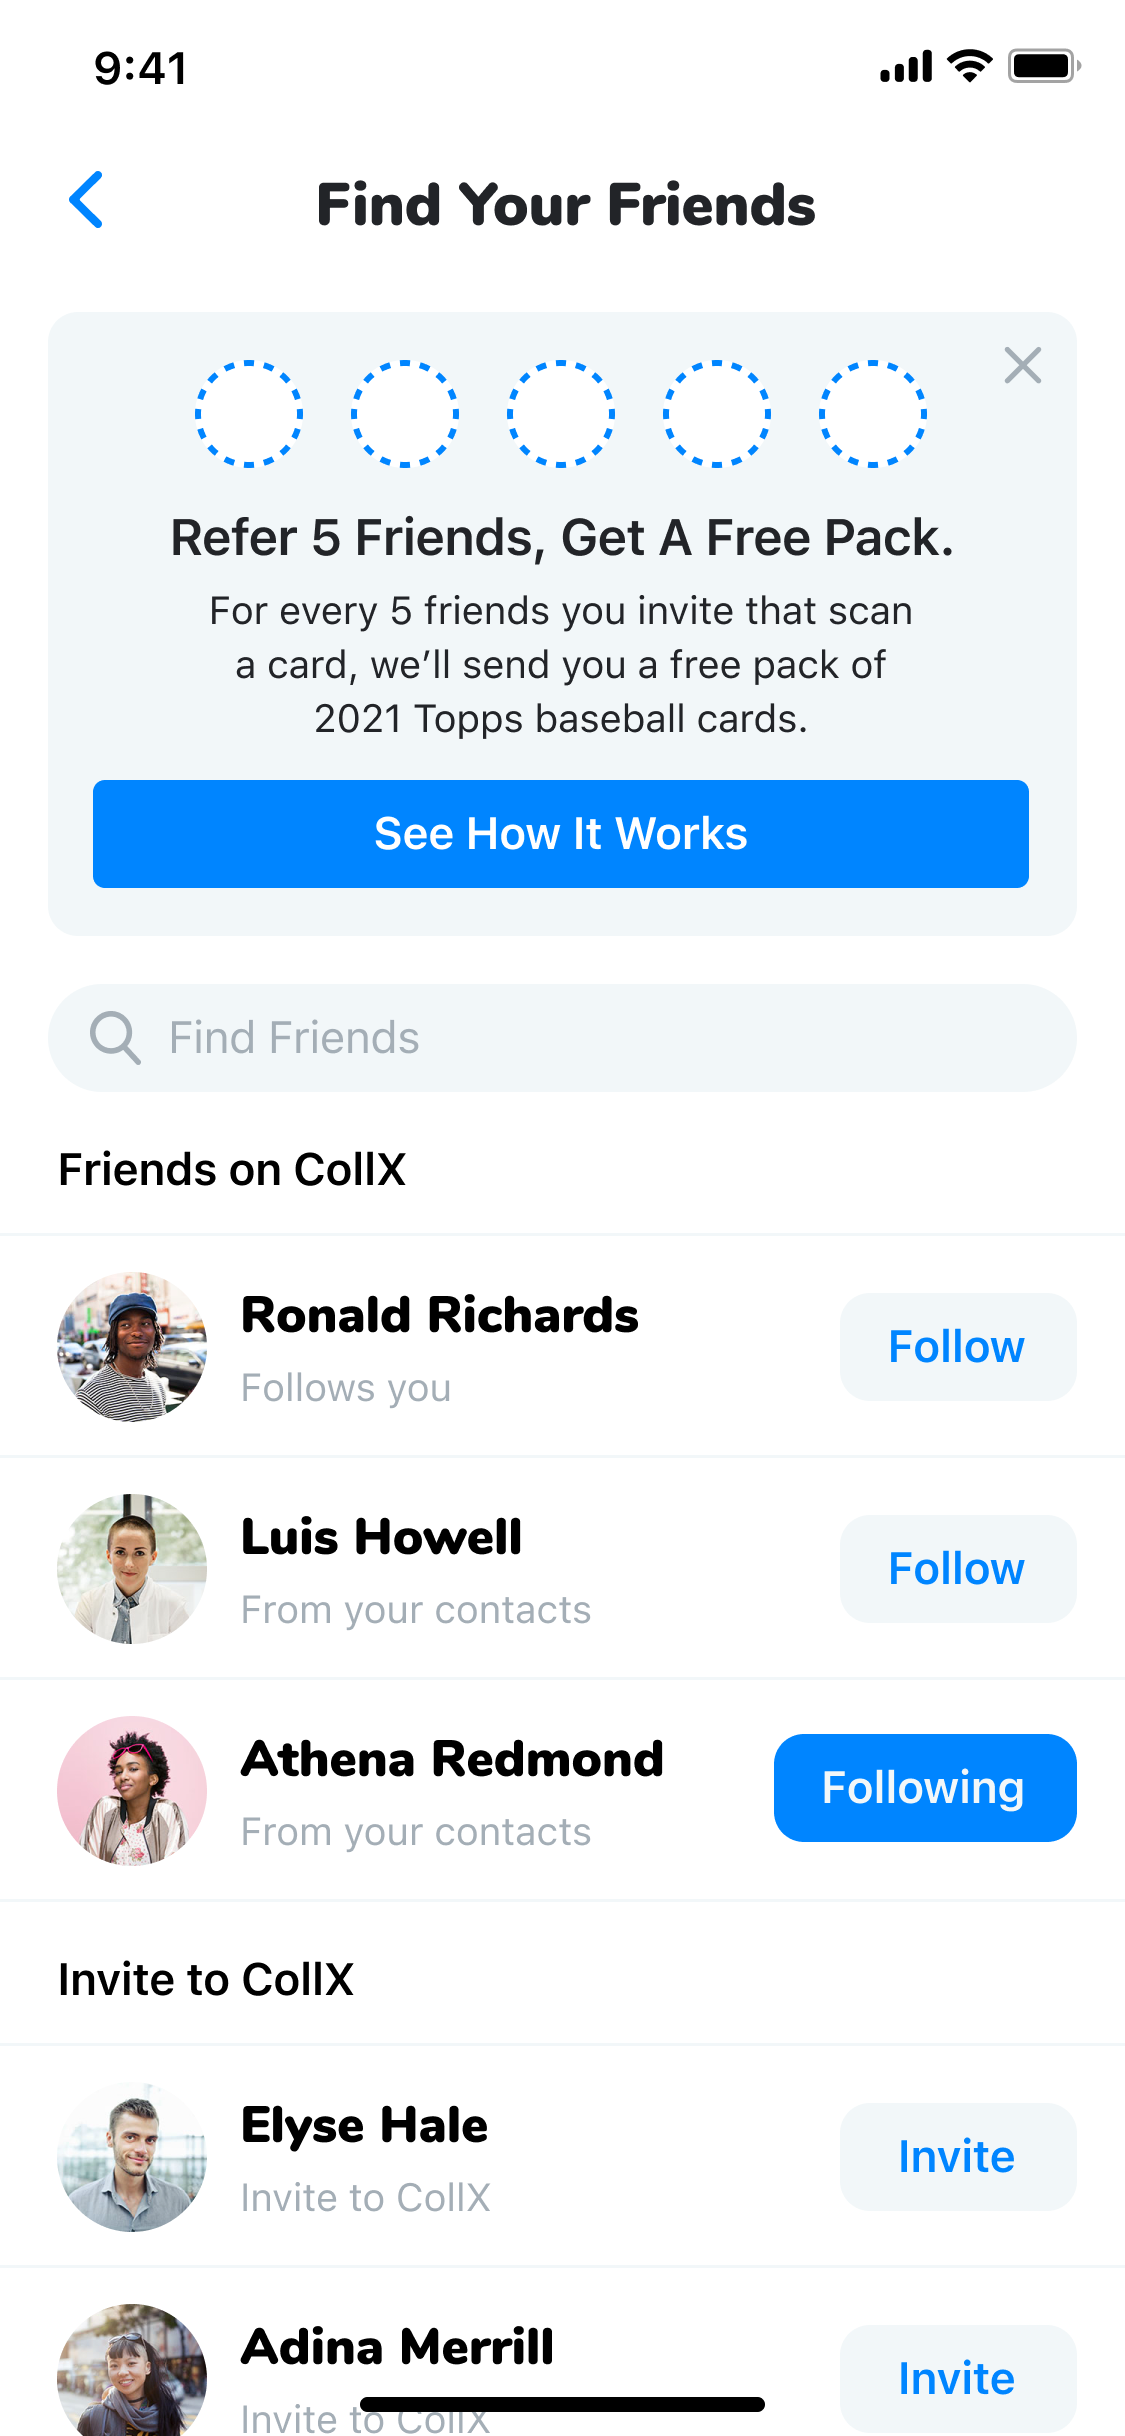 9:41
Find Your Friends
Refer 5 Friends, Get A Free Pack.
For every 5 friends you invite that scan
a card, we’ll send you a free pack of
2021 Topps baseball cards.
See How It Works
Find Friends
Friends on CollX
Ronald Richards
Follows you
Follow
Luis Howell
From your contacts
Follow
Athena Redmond
From your contacts
Following
Invite to CollX
Elyse Hale
Invite to CollX
Invite
Adina Merrill
Invite to CollX
Invite